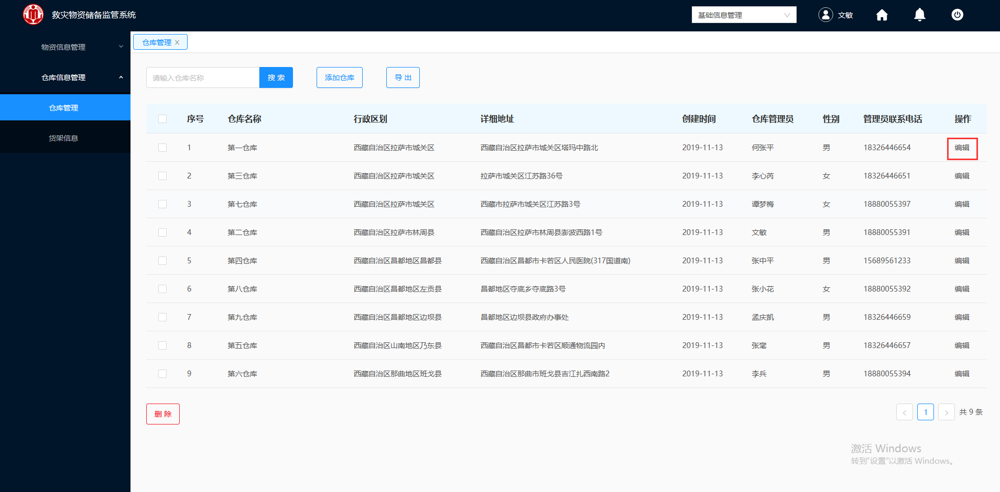 救灾物资储备监管系统
基础信息管理
文敏
物资信息管理
仓库信息管理
仓库管理
货架信息
仓库管理
请输入仓库名称 搜 索 添加仓库 导 出
序号 仓库名称 行政区划 详细地址 创建时间 仓库管理员 性别 管理员联系电话 操作
1 第一仓库 西藏自治区拉萨市城关区 西藏自治区拉萨市城关区塔玛中路北 2019-11-13 何张平 男 18326446654 编辑
2 第三仓库 西藏自治区拉萨市城关区 拉萨市城关区江苏路36号 2019-11-13 李心芮 女 18326446651 编辑
3 第七仓库 西藏自治区拉萨市城关区 西藏市拉萨市城关区江苏路3号 2019-11-13 谭梦梅 女 18880055397 编辑
4 第二仓库 西藏自治区拉萨市林周县 西藏自治区拉萨市林周县澎波西路1号 2019-11-13 文敏 男 18880055391 编辑
5 第四仓库 西藏自治区昌都地区昌都县 西藏自治区昌都市卡若区人民医院(317国道南) 2019-11-13 张中平 男 15689561233 编辑
6 第八仓库 西藏自治区昌都地区左贡县 昌都地区夺底乡夺底路3号 2019-11-13 张小花 女 18880055392 编辑
7 第九仓库 西藏自治区昌都地区边坝县 昌都地区边坝县政府办事处 2019-11-13 孟庆凯 男 18326446659 编辑
8 第五仓库 西藏自治区山南地区乃东县 西藏自治区昌都市卡若区顺通物流园内 2019-11-13 张 男 18326446657 编辑
9 第六仓库 西藏自治区那曲地区班戈县 西藏自治区那曲市班戈县吉江扎西南路2 2019-11-13 李兵 男 18880055394 编辑
删 除
< 1 > 共 9 条
激活 Windows
转到"设置"以激活 Windows。